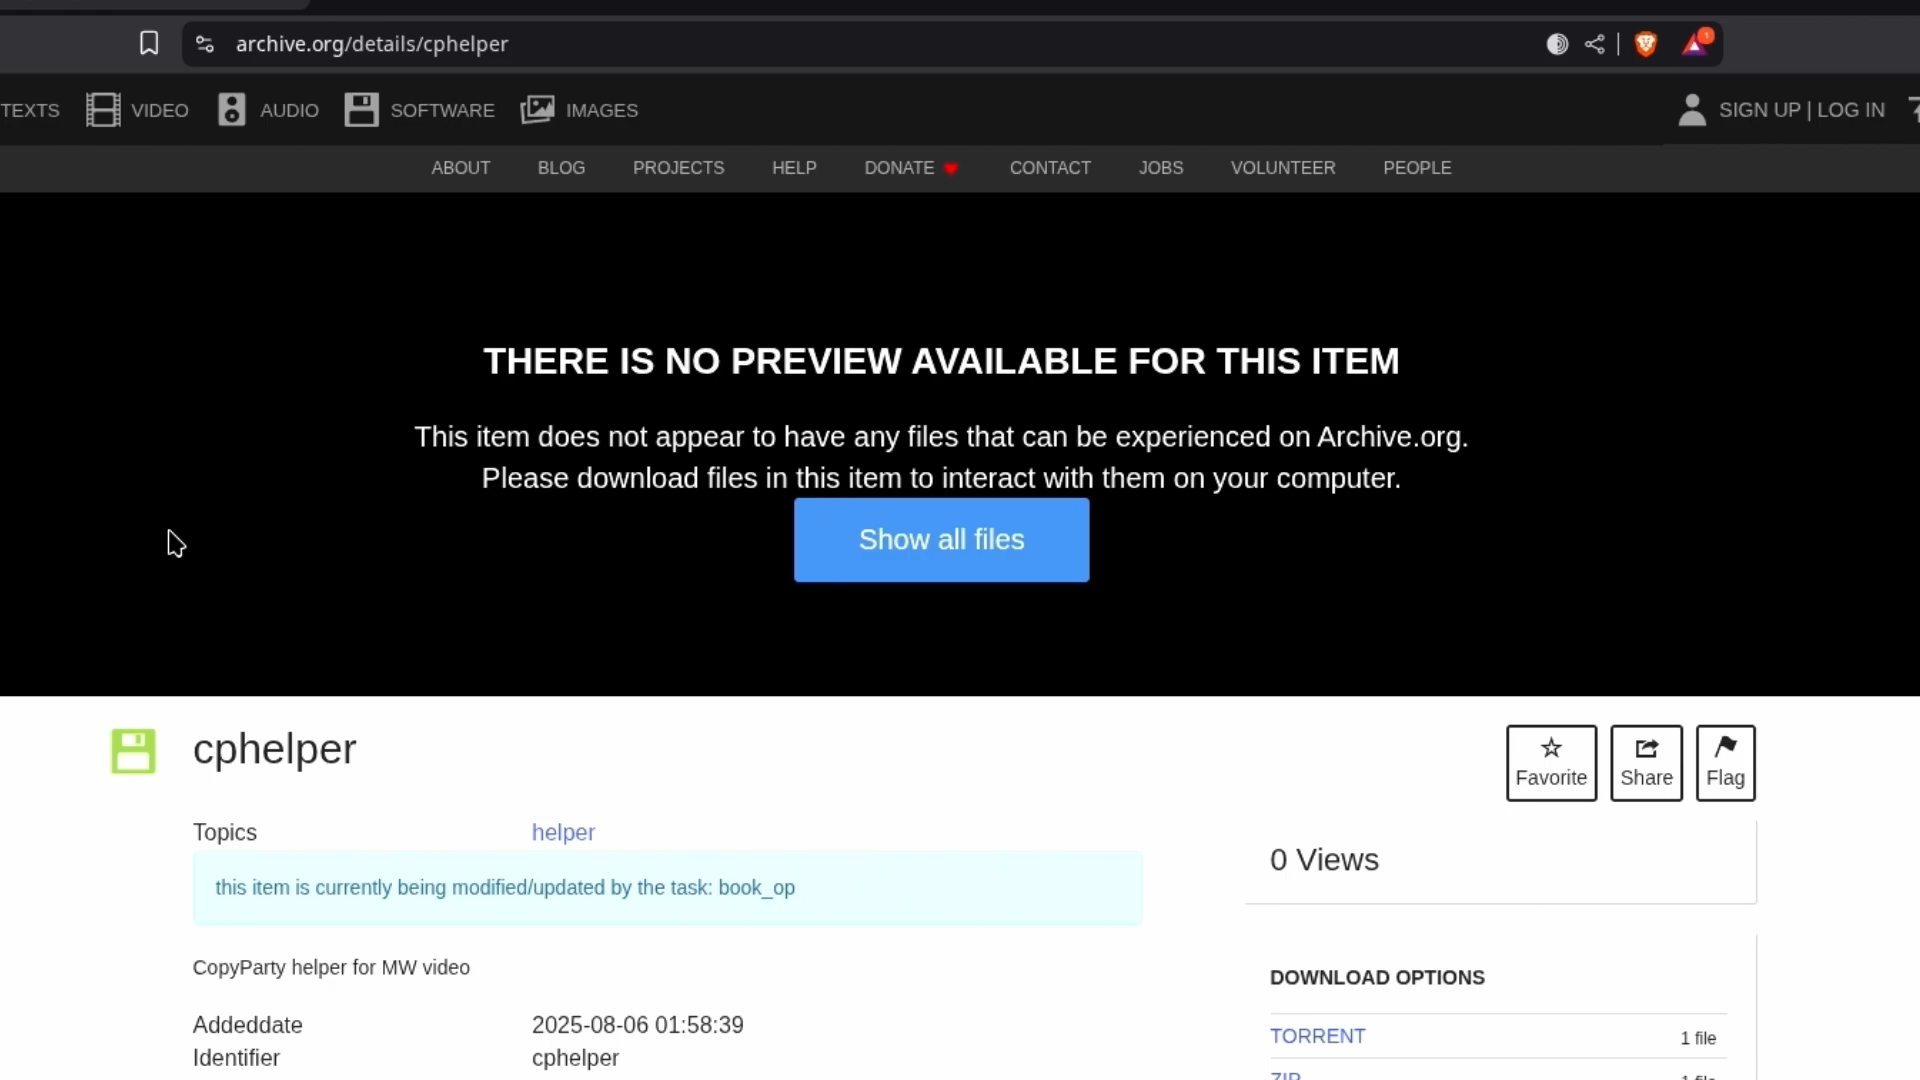 archive.org/details/cphelper
1
TEXTS VIDEO AUDIO SOFTWARE IMAGES SIGN UP | LOG IN
ABOUT BLOG PROJECTS HELP DONATE CONTACT JOBS VOLUNTEER PEOPLE
THERE IS NO PREVIEW AVAILABLE FOR THIS ITEM
This item does not appear to have any files that can be experienced on Archive.org.
Please download files in this item to interact with them on your computer.
Show all files
cphelper
Favorite Share Flag
Topics helper
this item is currently being modified/updated by the task: book_op
0 Views
CopyParty helper for MW video
DOWNLOAD OPTIONS
Addeddate 2025-08-06 01:58:39
TORRENT 1 file
Identifier cphelper
ZIP 1 file